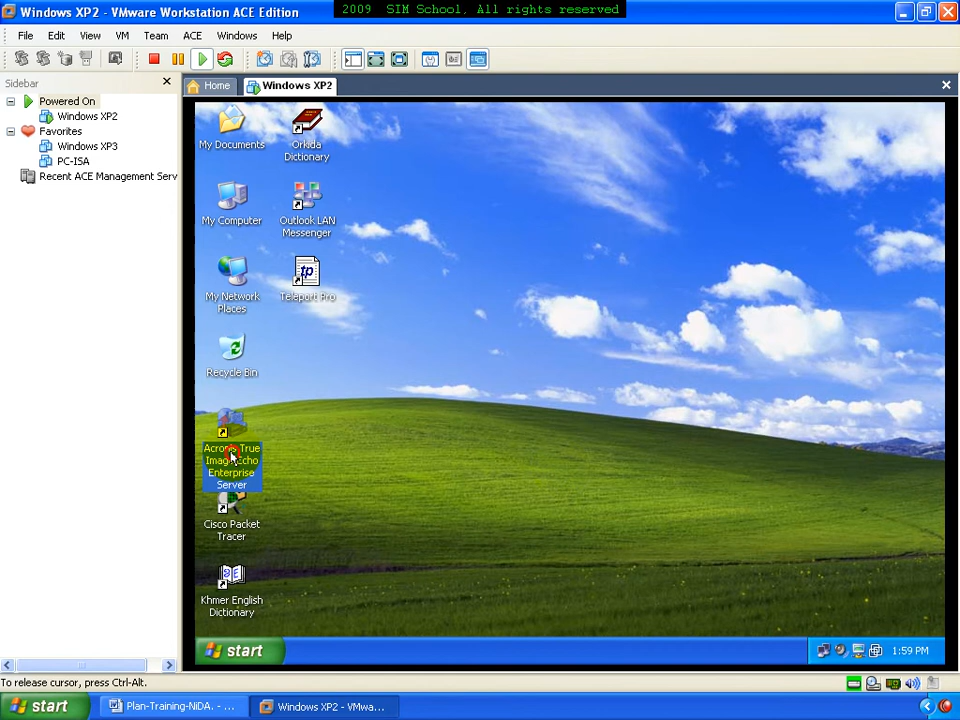 Windows XP2 - VMware Workstation ACE Edition
2009 SIM School, All rights reserved
File Edit View VM Team ACE Windows Help
Sidebar
Home
Windows XP2
Powered On
Windows XP2
Favorites
Windows XP3
PC-ISA
Recent ACE Management Serv
My Documents
Orkida
Dictionary
My Computer
Outlook LAN
Messenger
My Network
Places
tp
Teleport Pro
Recycle Bin
Acronis True
Image Echo
Enterprise
Server
Cisco Packet
Tracer
Khmer English
Dictionary
start
1:59 PM
To release cursor, press Ctrl-Alt.
start
Plan-Training-NiDA. - ...
Windows XP2 - VMwa...